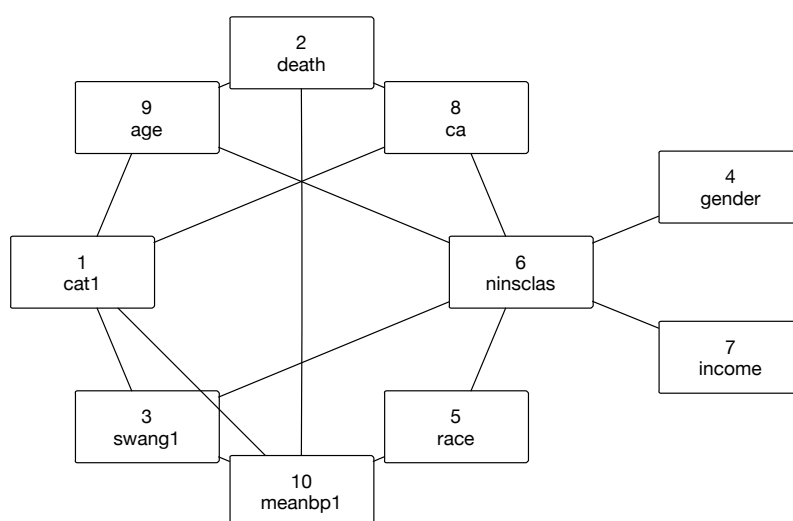 2
death
9
age
8
ca
4
gender
1
cat1
6
ninsclas
7
income
3
swang1
5
race
10
meanbp1